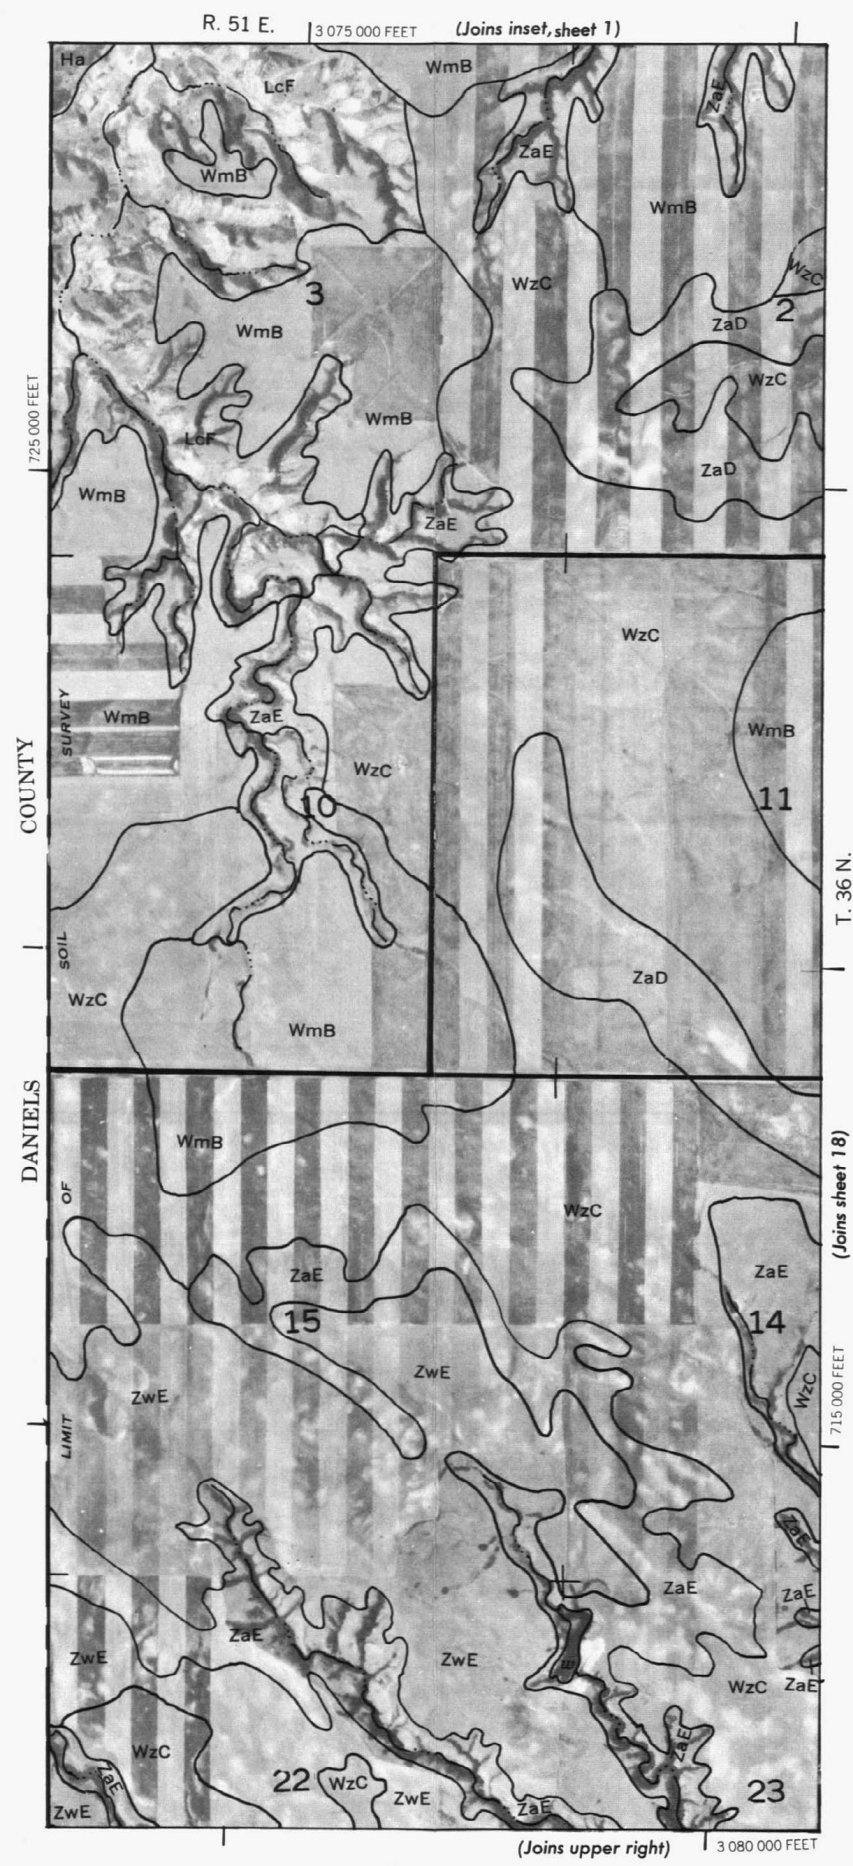 R. 51 E.
3 075 000 FEET
(Joins inset, sheet 1)
Ha
LcF
WmB
ZaE
WmB
ZaE
WmB
WzC
WzC
3
2
WmB
ZaD
WzC
WmB
LcF
725 000 FEET
ZaD
WmB
ZaE
WzC
WmB
ZaE
WmB
SURVEY
WzC
COUNTY
11
10
T. 36 N.
SOIL
ZaD
WzC
WmB
DANIELS
WmB
(Joins sheet 18)
OF
WzC
ZaE
ZaE
15
14
ZwE
ZwE
WzC
715 000 FEET
LIMIT
ZaE
ZaE
ZaE
ZaE
ZwE
ZwE
w
WzC
ZaE
ZaE
WzC
ZaE
22
WzC
23
ZwE
ZwE
ZaE
(Joins upper right)
3 080 000 FEET